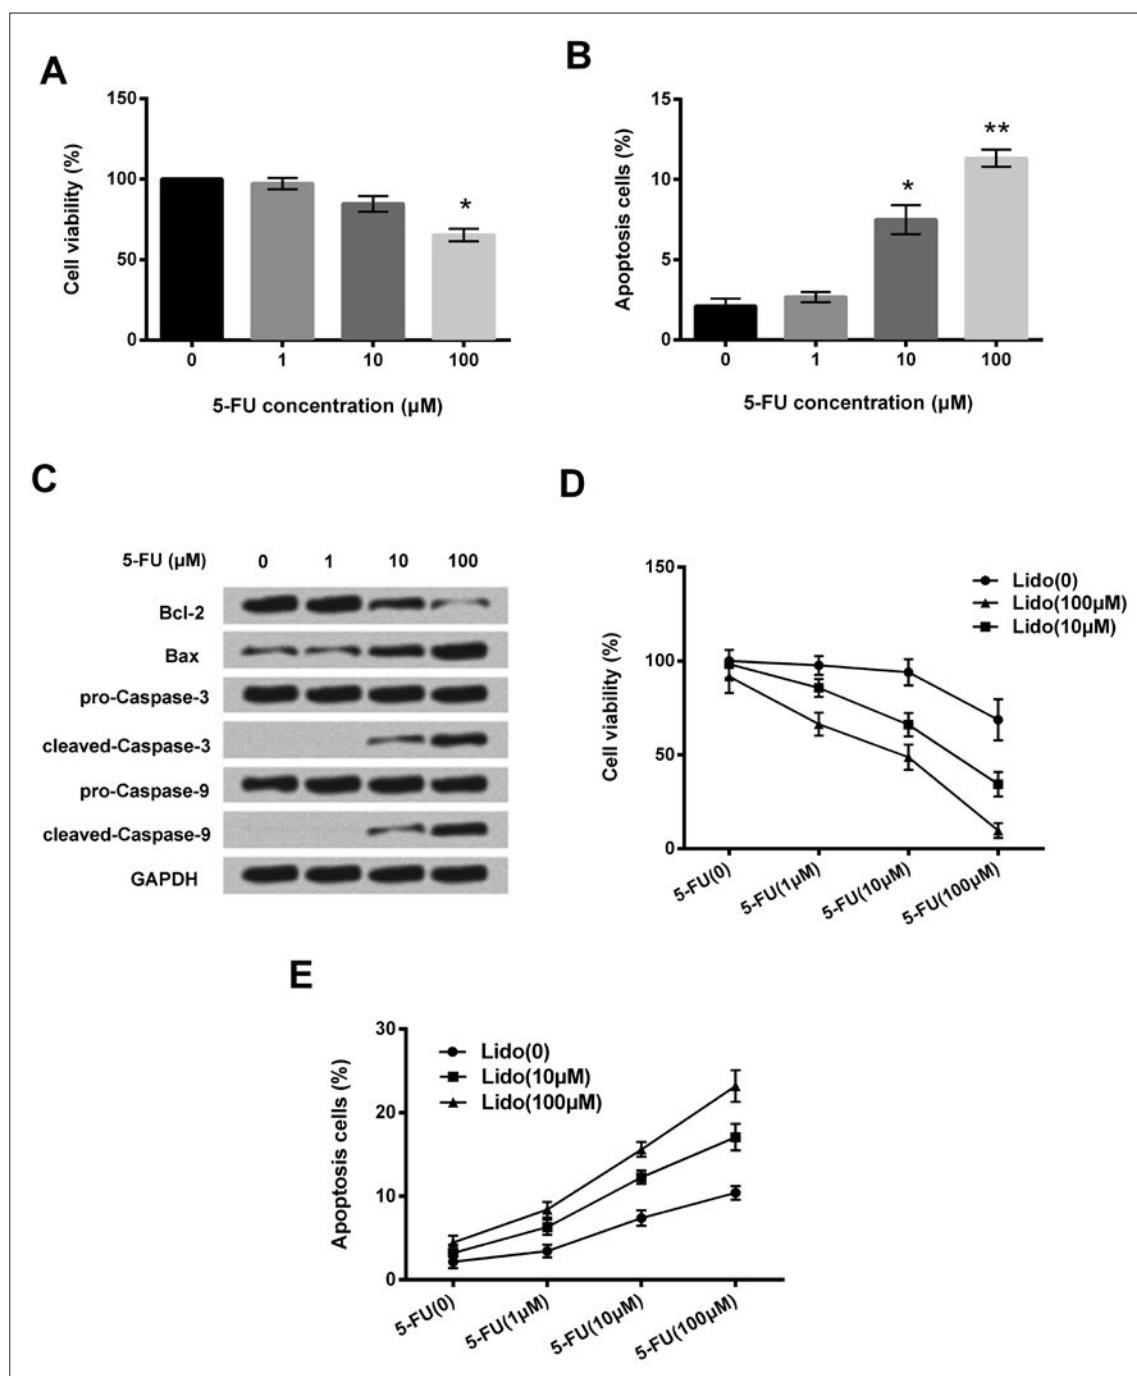 A
150
100
50
0
Cell viability (%)
*
0 1 10 100
5-FU concentration (μM)
B
15
10
5
0
Apoptosis cells (%)
*
**
0 1 10 100
5-FU concentration (μM)
C
5-FU (μM) 0 1 10 100
Bcl-2
Bax
pro-Caspase-3
cleaved-Caspase-3
pro-Caspase-9
cleaved-Caspase-9
GAPDH
D
150
100
50
0
Cell viability (%)
Lido(0)
Lido(100μM)
Lido(10μM)
5-FU(0)
5-FU(1μM)
5-FU(10μM)
5-FU(100μM)
E
30
20
10
0
Apoptosis cells (%)
Lido(0)
Lido(10μM)
Lido(100μM)
5-FU(0)
5-FU(1μM)
5-FU(10μM)
5-FU(100μM)